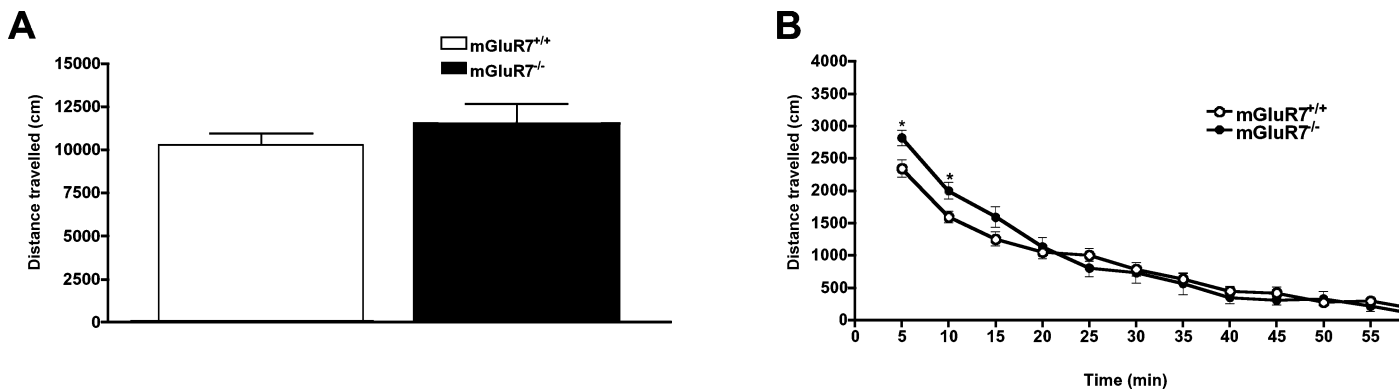 A
mGluR7+/+
mGluR7-/-
Distance travelled (cm)
15000
12500
10000
7500
5000
2500
0
B
mGluR7+/+
mGluR7-/-
Distance travelled (cm)
4000
3500
3000
2500
2000
1500
1000
500
0
*
*
0 5 10 15 20 25 30 35 40 45 50 55
Time (min)